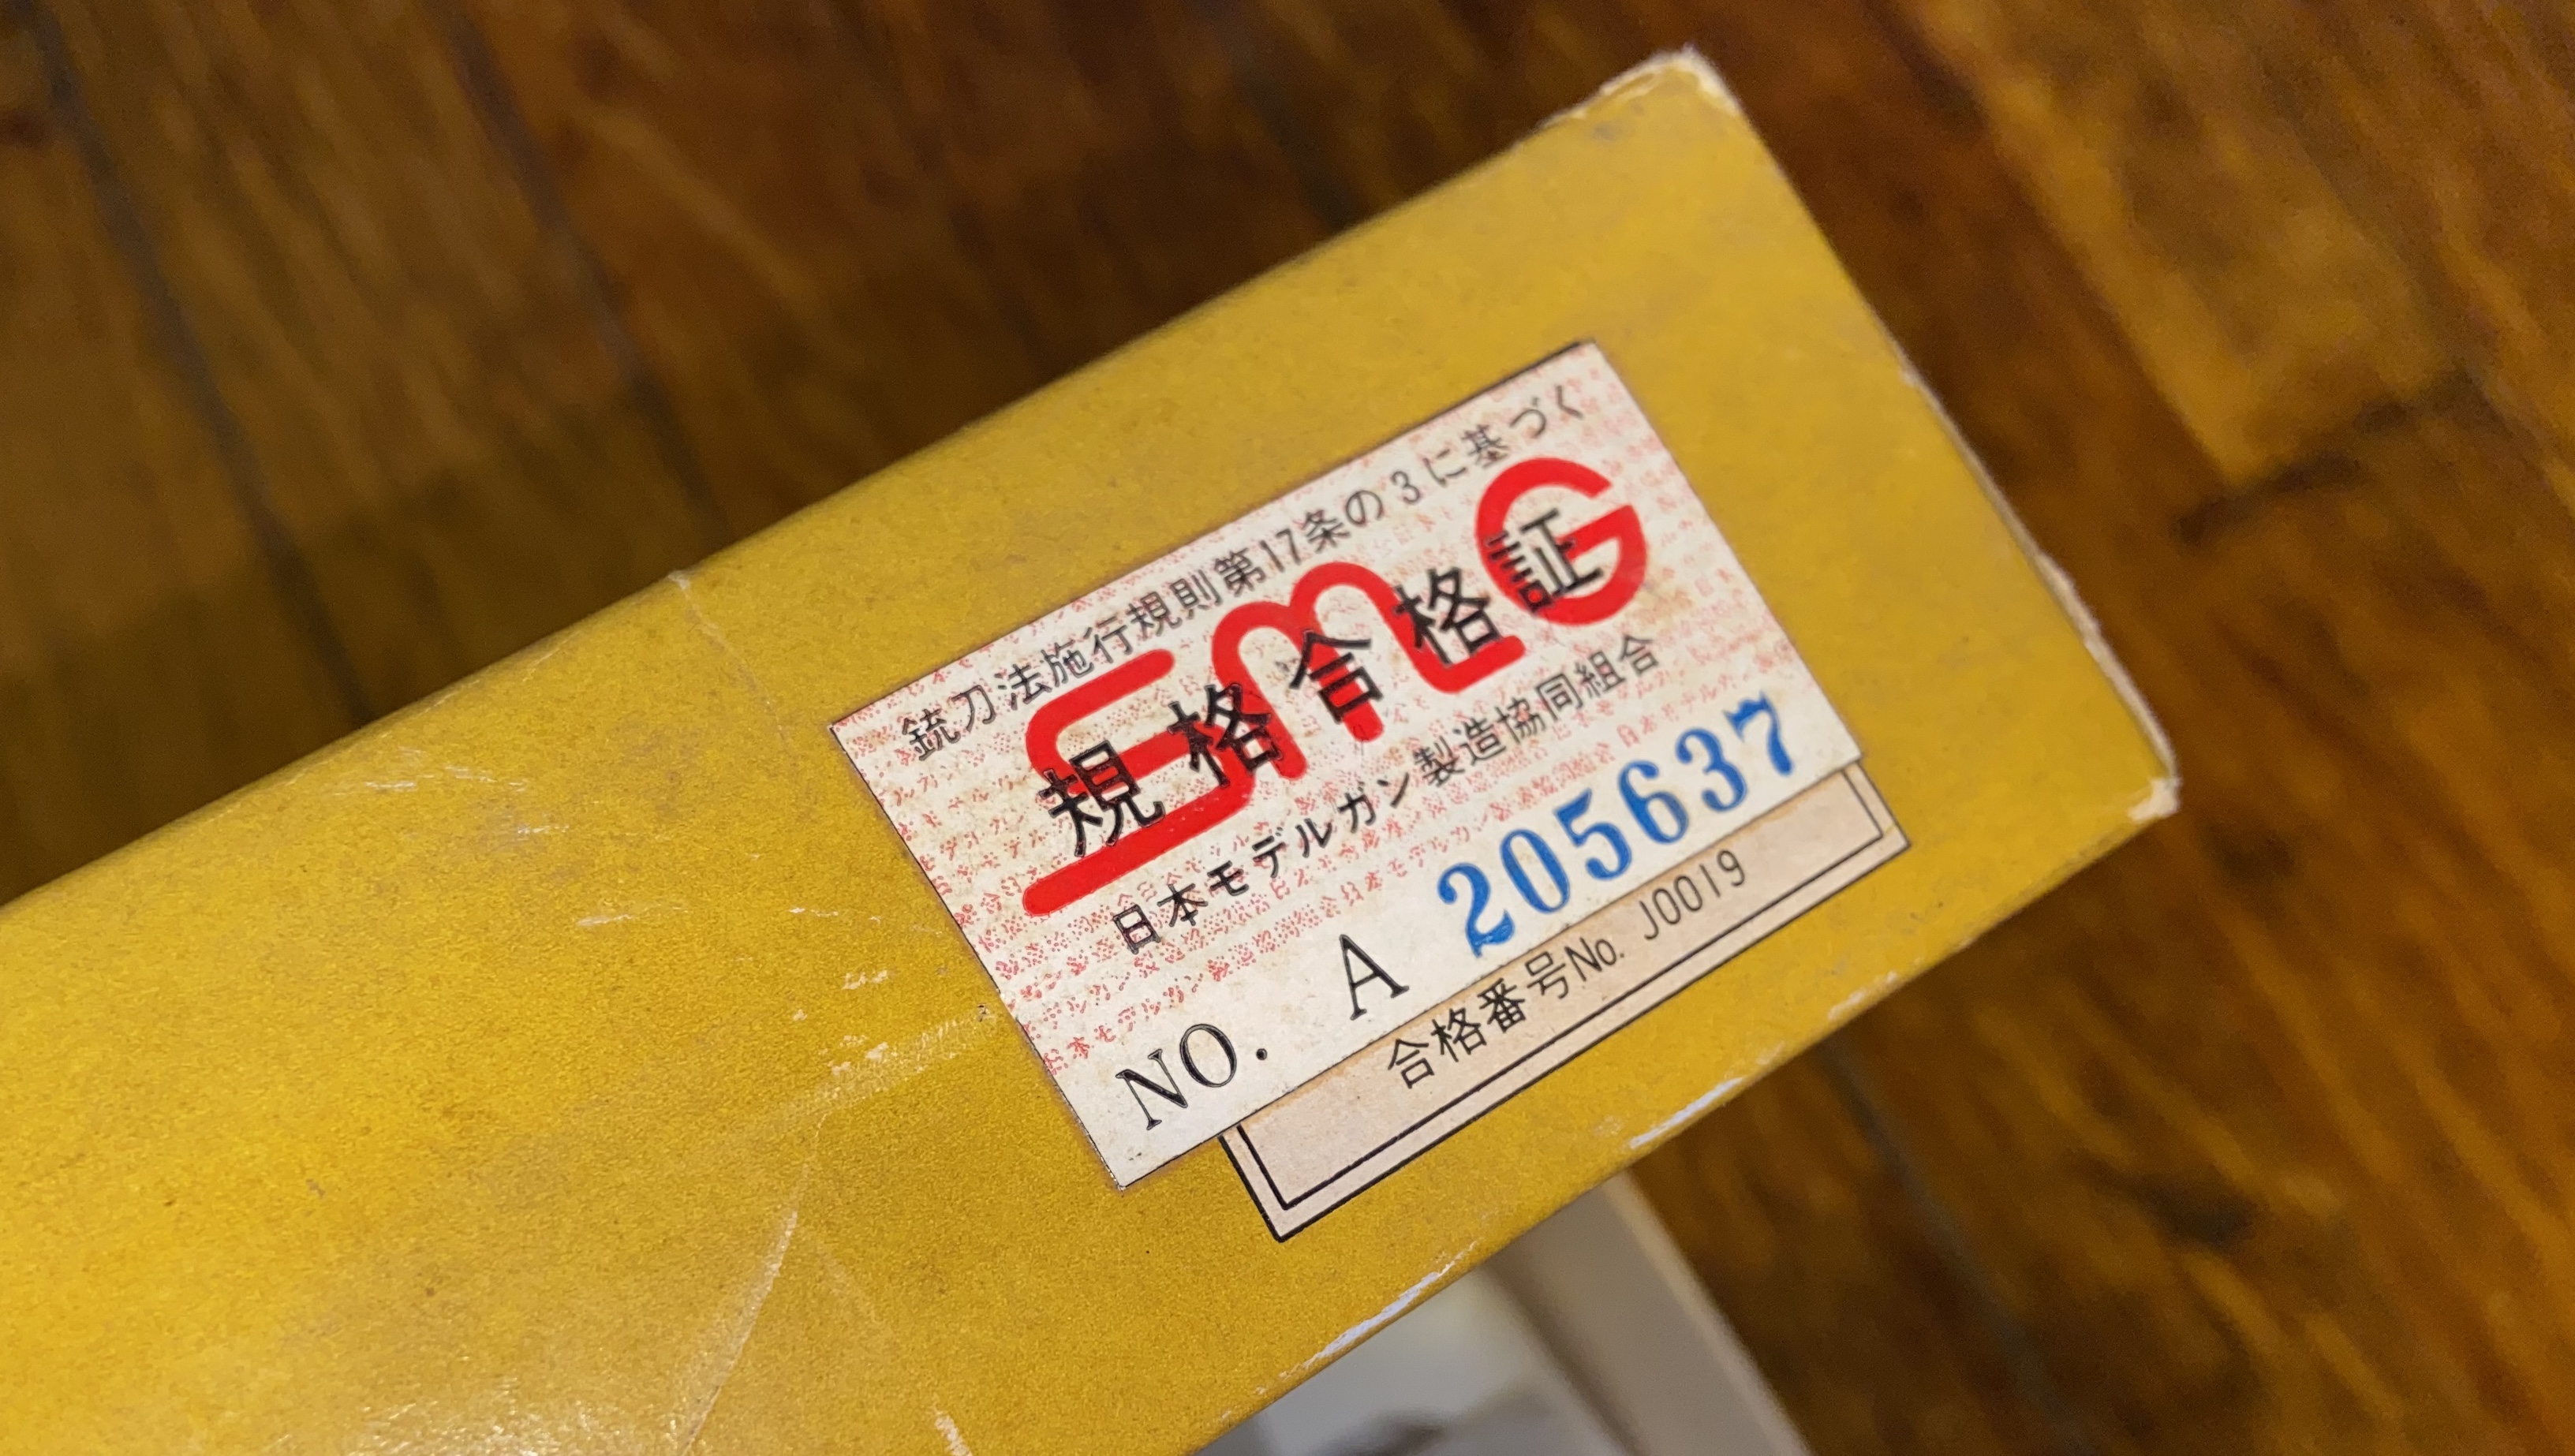 銃刀法施行規則第17条の3に基づく
smG
規格合格証
日本モデルガン製造協同組合
NO. A 205637
合格番号No. J0019